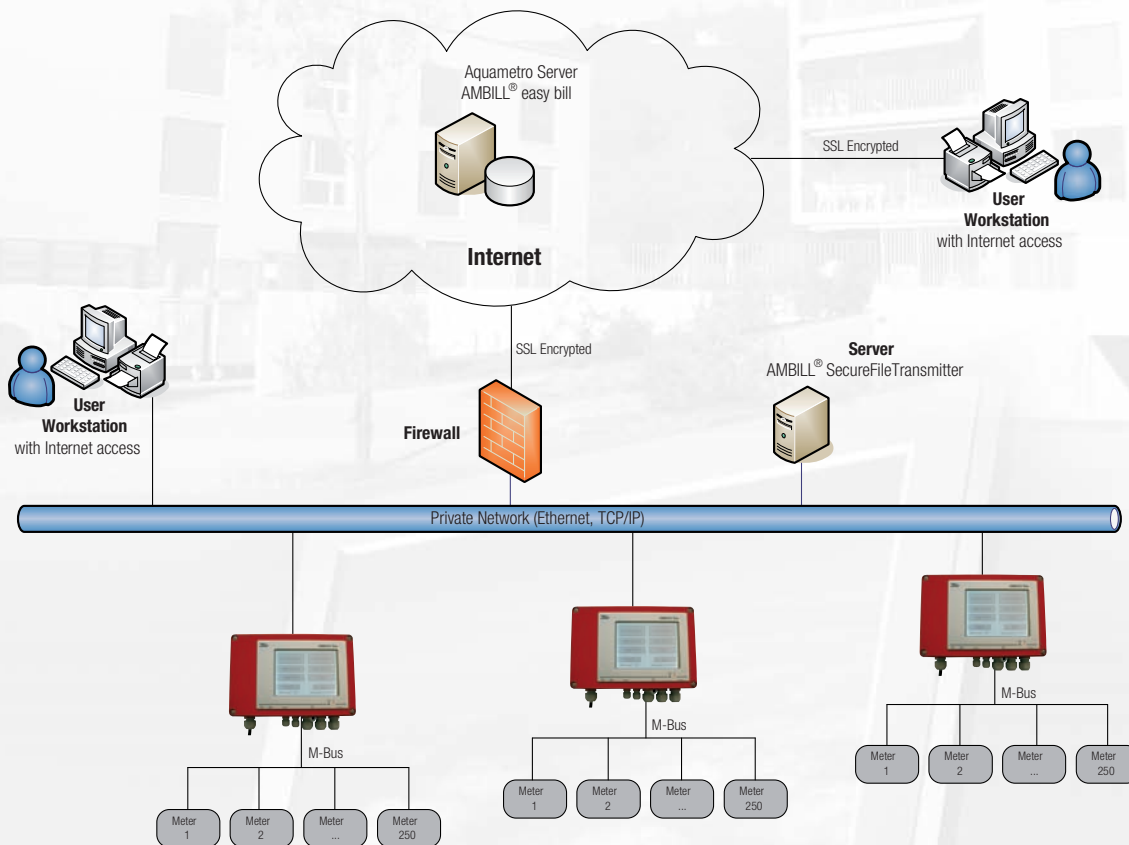 Aquametro Server
AMBILL® easy bill
Internet
SSL Encrypted
User
Workstation
with Internet access
SSL Encrypted
Server
AMBILL® SecureFileTransmitter
User
Workstation
with Internet access
Firewall
Private Network (Ethernet, TCP/IP)
M-Bus
Meter
1
Meter
2
Meter
...
Meter
250
M-Bus
Meter
1
Meter
2
Meter
...
Meter
250
M-Bus
Meter
1
Meter
2
Meter
...
Meter
250